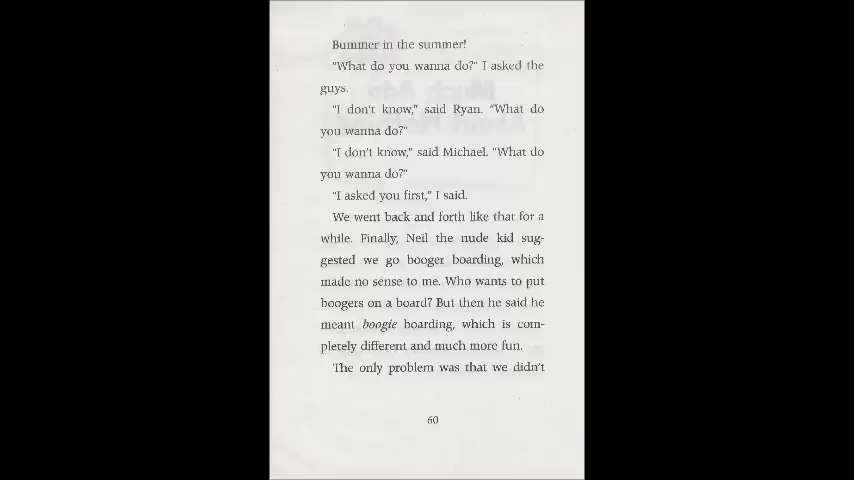 Bummer in the summer!
"What do you wanna do?" I asked the
guys.
"I don't know," said Ryan. "What do
you wanna do?"
"I don't know," said Michael. "What do
you wanna do?"
"I asked you first," I said.
We went back and forth like that for a
while. Finally, Neil the nude kid sug-
gested we go booger boarding, which
made no sense to me. Who wants to put
boogers on a board? But then he said he
meant boogie boarding, which is com-
pletely different and much more fun.
The only problem was that we didn't
60